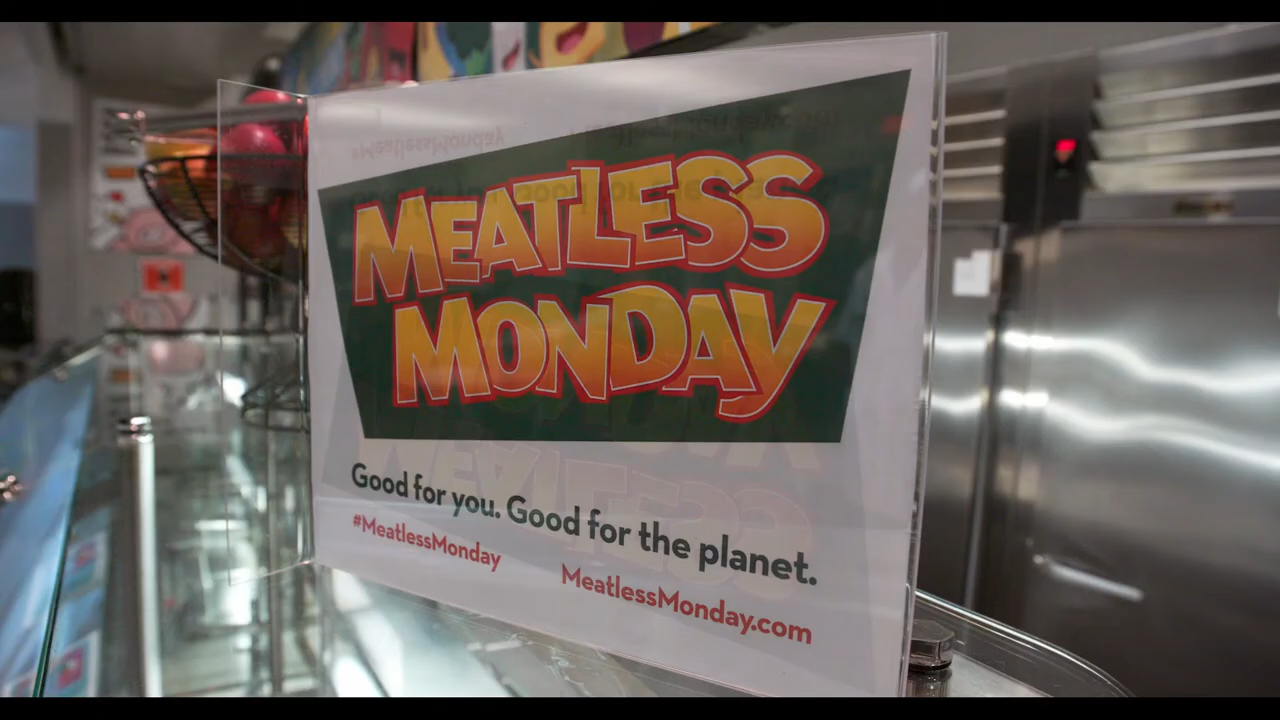 MEATLESS
MONDAY
Good for you. Good for the planet.
#MeatlessMonday
MeatlessMonday.com